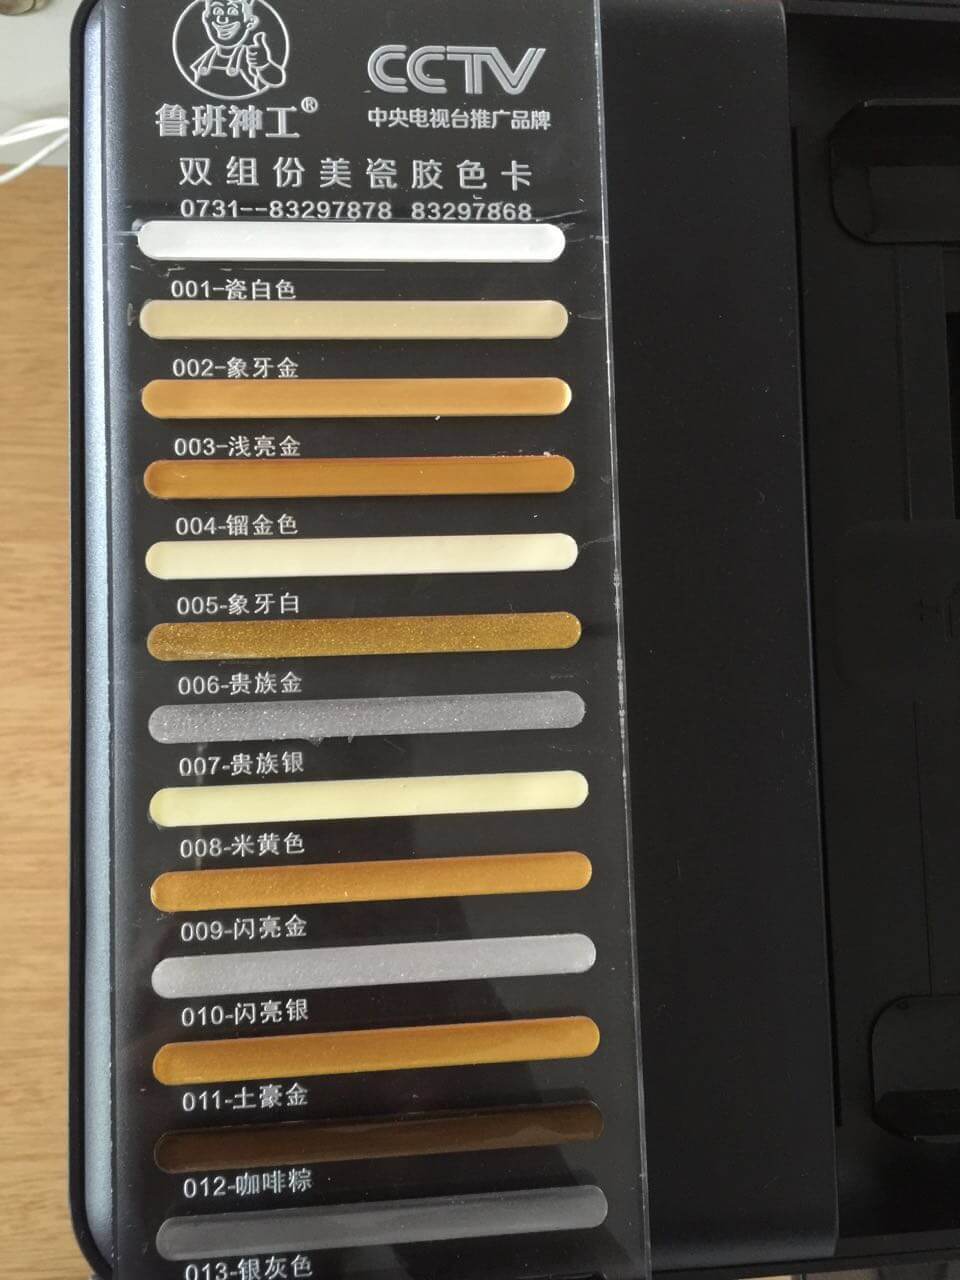 鲁班神工®
CCTV
中央电视台推广品牌
双组份美瓷胶色卡
0731--83297878 83297868
001-瓷白色
002-象牙金
003-浅亮金
004-镏金色
005-象牙白
006-贵族金
007-贵族银
008-米黄色
009-闪亮金
010-闪亮银
011-土豪金
012-咖啡粽
013-银灰色